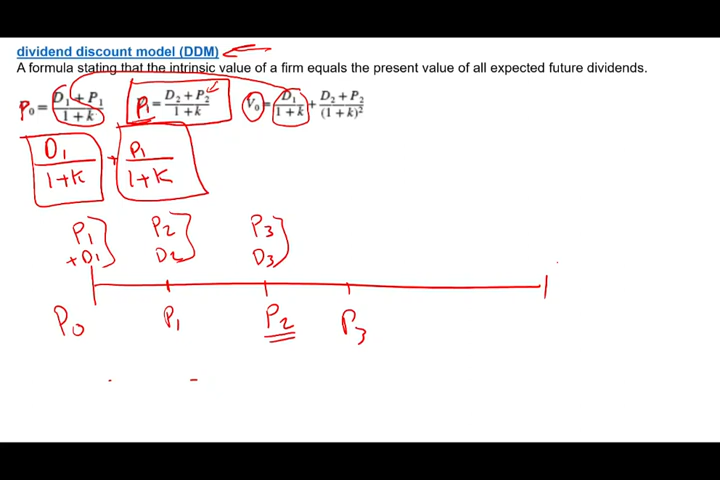 dividend discount model (DDM)
A formula stating that the intrinsic value of a firm equals the present value of all expected future dividends.
P₀ = (D₁ + P₁)/(1 + k) P₁ = (D₂ + P₂)/(1 + k) V₀ = D₁/(1 + k) + (D₂ + P₂)/(1 + k)²
D₁/(1+K) + P₁/(1+K)
P₁ P₂ P₃
+D₁ D₂ D₃
P₀ P₁ P₂ P₃